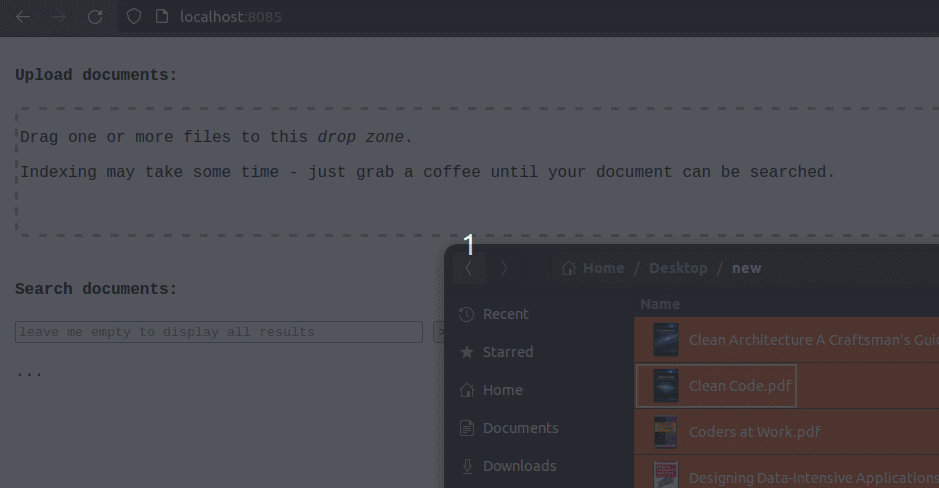 localhost:8085
Upload documents:
Drag one or more files to this drop zone.
Indexing may take some time - just grab a coffee until your document can be searched.
1
Home / Desktop / new
Search documents:
Name
Recent
leave me empty to display all results
>
Clean Architecture A Craftsman's Guid
Starred
...
Clean Code.pdf
Home
Documents
Coders at Work.pdf
Downloads
Designing Data-Intensive Applications